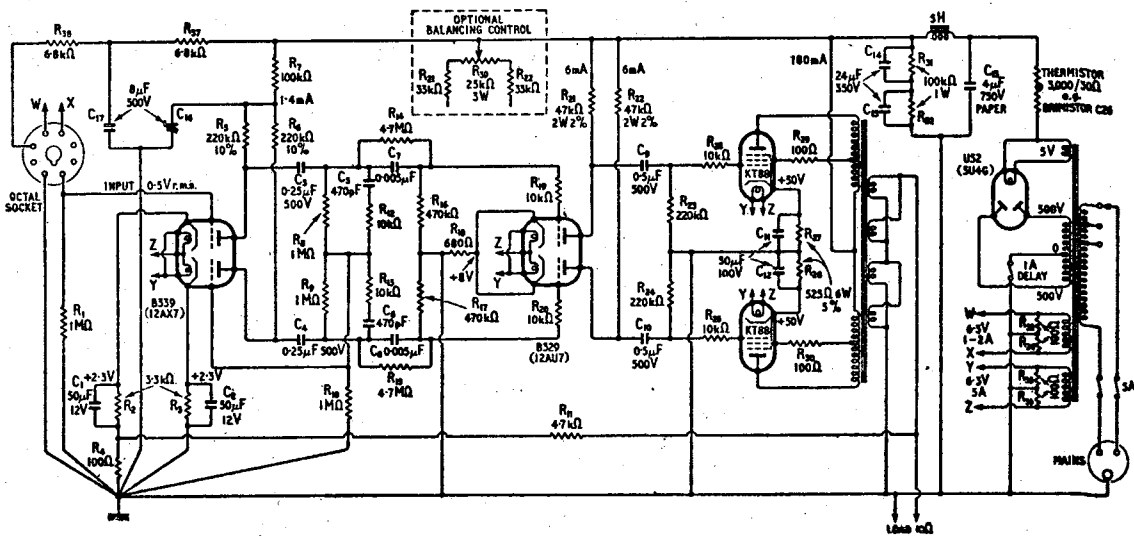 OPTIONAL
BALANCING CONTROL
R38
6.8kΩ
R37
6.8kΩ
W X
8μF
500V
C17
C16
R7
100kΩ
1·4mA
R5
220kΩ
10%
R6
220kΩ
10%
R21
33kΩ
R30
25kΩ
3W
R22
33kΩ
6mA
6mA
R21
47kΩ
2W 2%
R22
47kΩ
2W 2%
5H
180mA
C14
24μF
350V
C15
R31
100kΩ
1W
R32
C13
4μF
750V
PAPER
THERMISTOR
3,000/30Ω
e.g.
BRIMISTOR CZ6
OCTAL
SOCKET
INPUT 0·5V r.m.s.
C3
0·25μF
500V
R14
4·7MΩ
C7
0·005μF
C5
470pF
R12
10kΩ
R16
470kΩ
R8
1MΩ
R18
680Ω
+8V
R19
10kΩ
C9
0·5μF
500V
R25
10kΩ
KT88
R29
100Ω
+50V
Y Z
R23
220kΩ
U52
(5U4G)
5V
500V
0
1A
DELAY
500V
Z
Y
B339
(12AX7)
R9
1MΩ
R13
10kΩ
C6
470pF
R17
470kΩ
Z
Y
R20
10kΩ
B329
(12AU7)
C11
50μF
100V
C12
R27
R28
525Ω 6W
5%
R24
220kΩ
R26
10kΩ
Y Z
KT88
+50V
R30
100Ω
C4
0·25μF 500V
C8 0·005μF
R15
4·7MΩ
C10
0·5μF
500V
R1
1MΩ
C1
50μF
12V
+2·3V
3·3kΩ
+2·3V
R2
R3
C2
50μF
12V
R10
1MΩ
R4
100Ω
R11
4·7kΩ
W
6·3V
1-2A
X
100Ω
Y
6·3V
5A
Z
100Ω
5A
MAINS
LOAD 10Ω